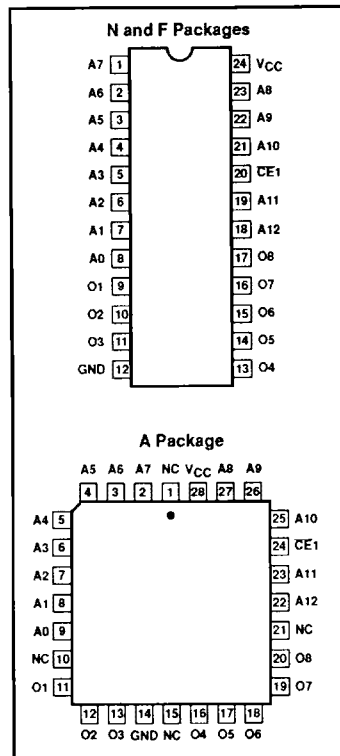 N and F Packages
A7 1 24 VCC
A6 2 23 A8
A5 3 22 A9
A4 4 21 A10
A3 5 20 C̅E̅1
A2 6 19 A11
A1 7 18 A12
A0 8 17 O8
O1 9 16 O7
O2 10 15 O6
O3 11 14 O5
GND 12 13 O4
A Package
A5 A6 A7 NC VCC A8 A9
4 3 2 1 28 27 26
A4 5 25 A10
A3 6 24 C̅E̅1
A2 7 23 A11
A1 8 22 A12
A0 9 21 NC
NC 10 20 O8
O1 11 19 O7
12 13 14 15 16 17 18
O2 O3 GND NC O4 O5 O6